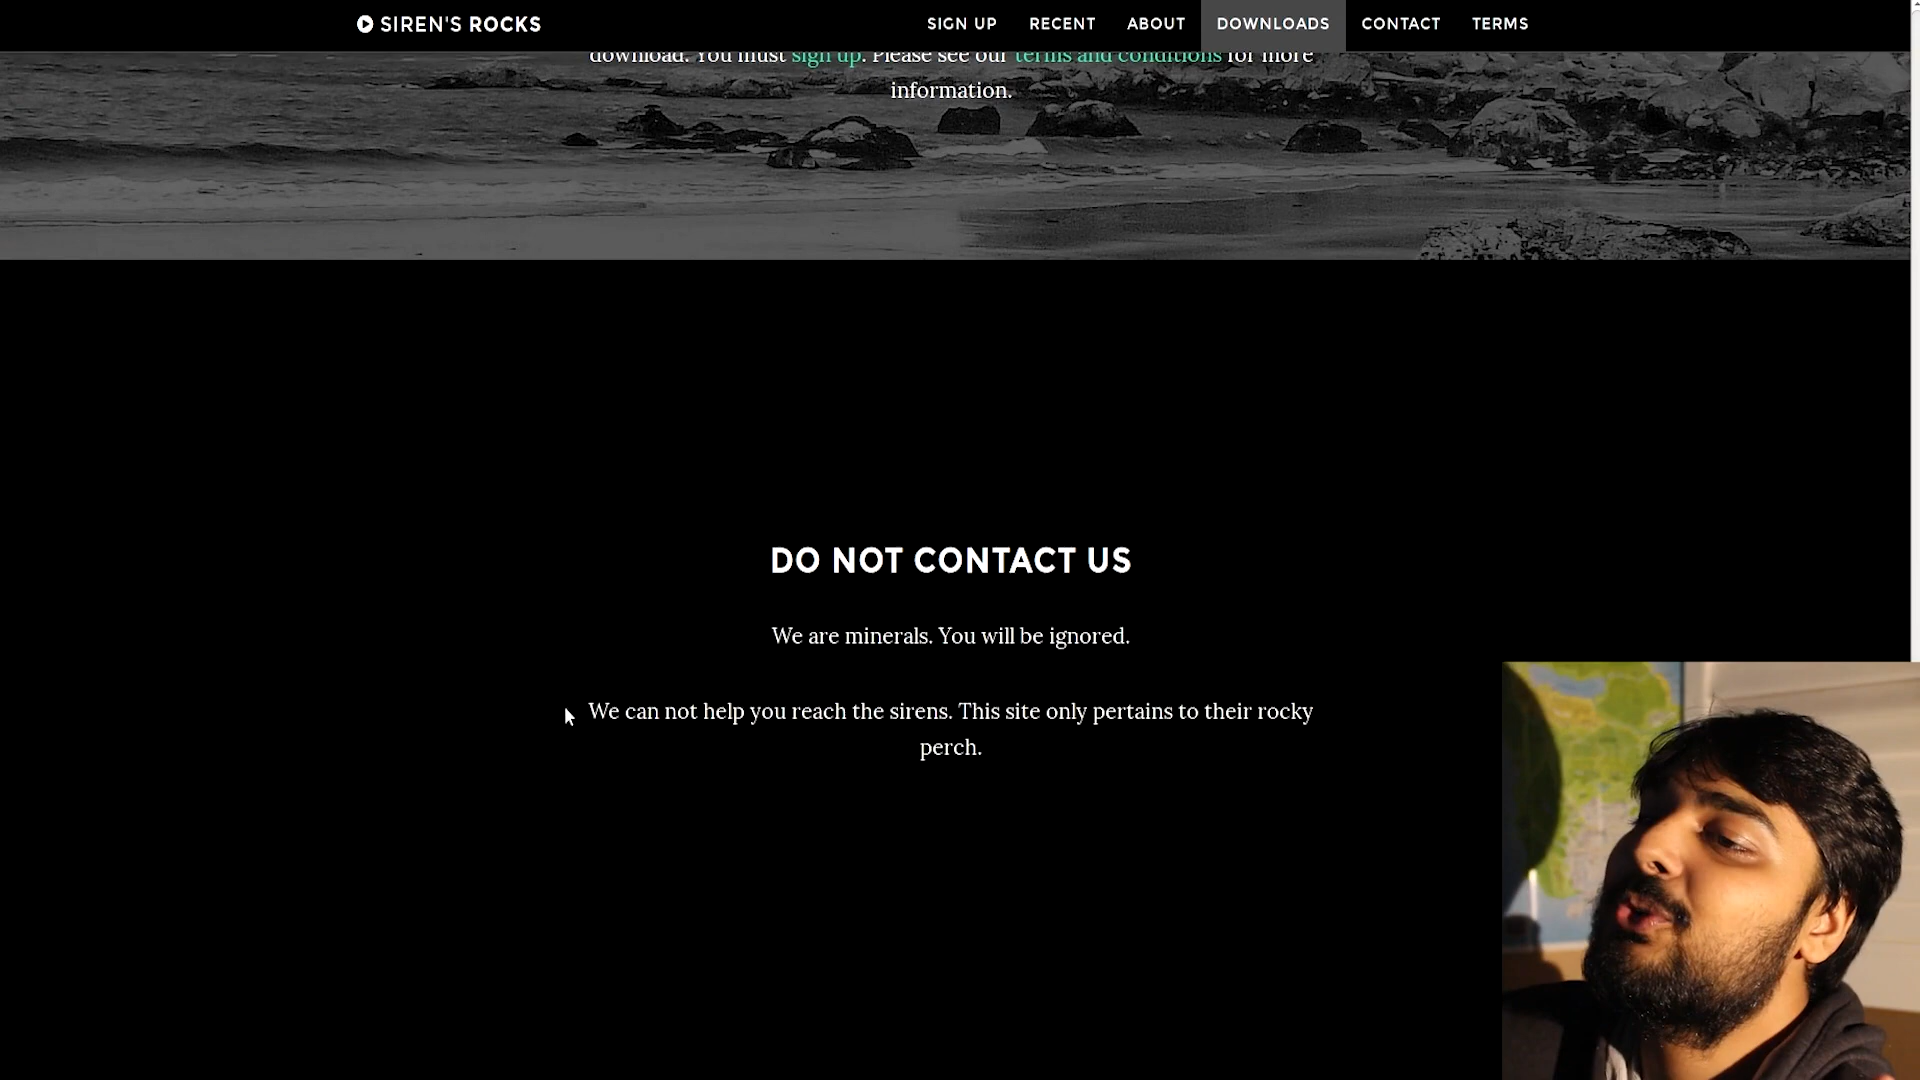 SIREN'S ROCKS SIGN UP RECENT ABOUT DOWNLOADS CONTACT TERMS
download. You must sign up. Please see our terms and conditions for more
information.
DO NOT CONTACT US
We are minerals. You will be ignored.
We can not help you reach the sirens. This site only pertains to their rocky
perch.